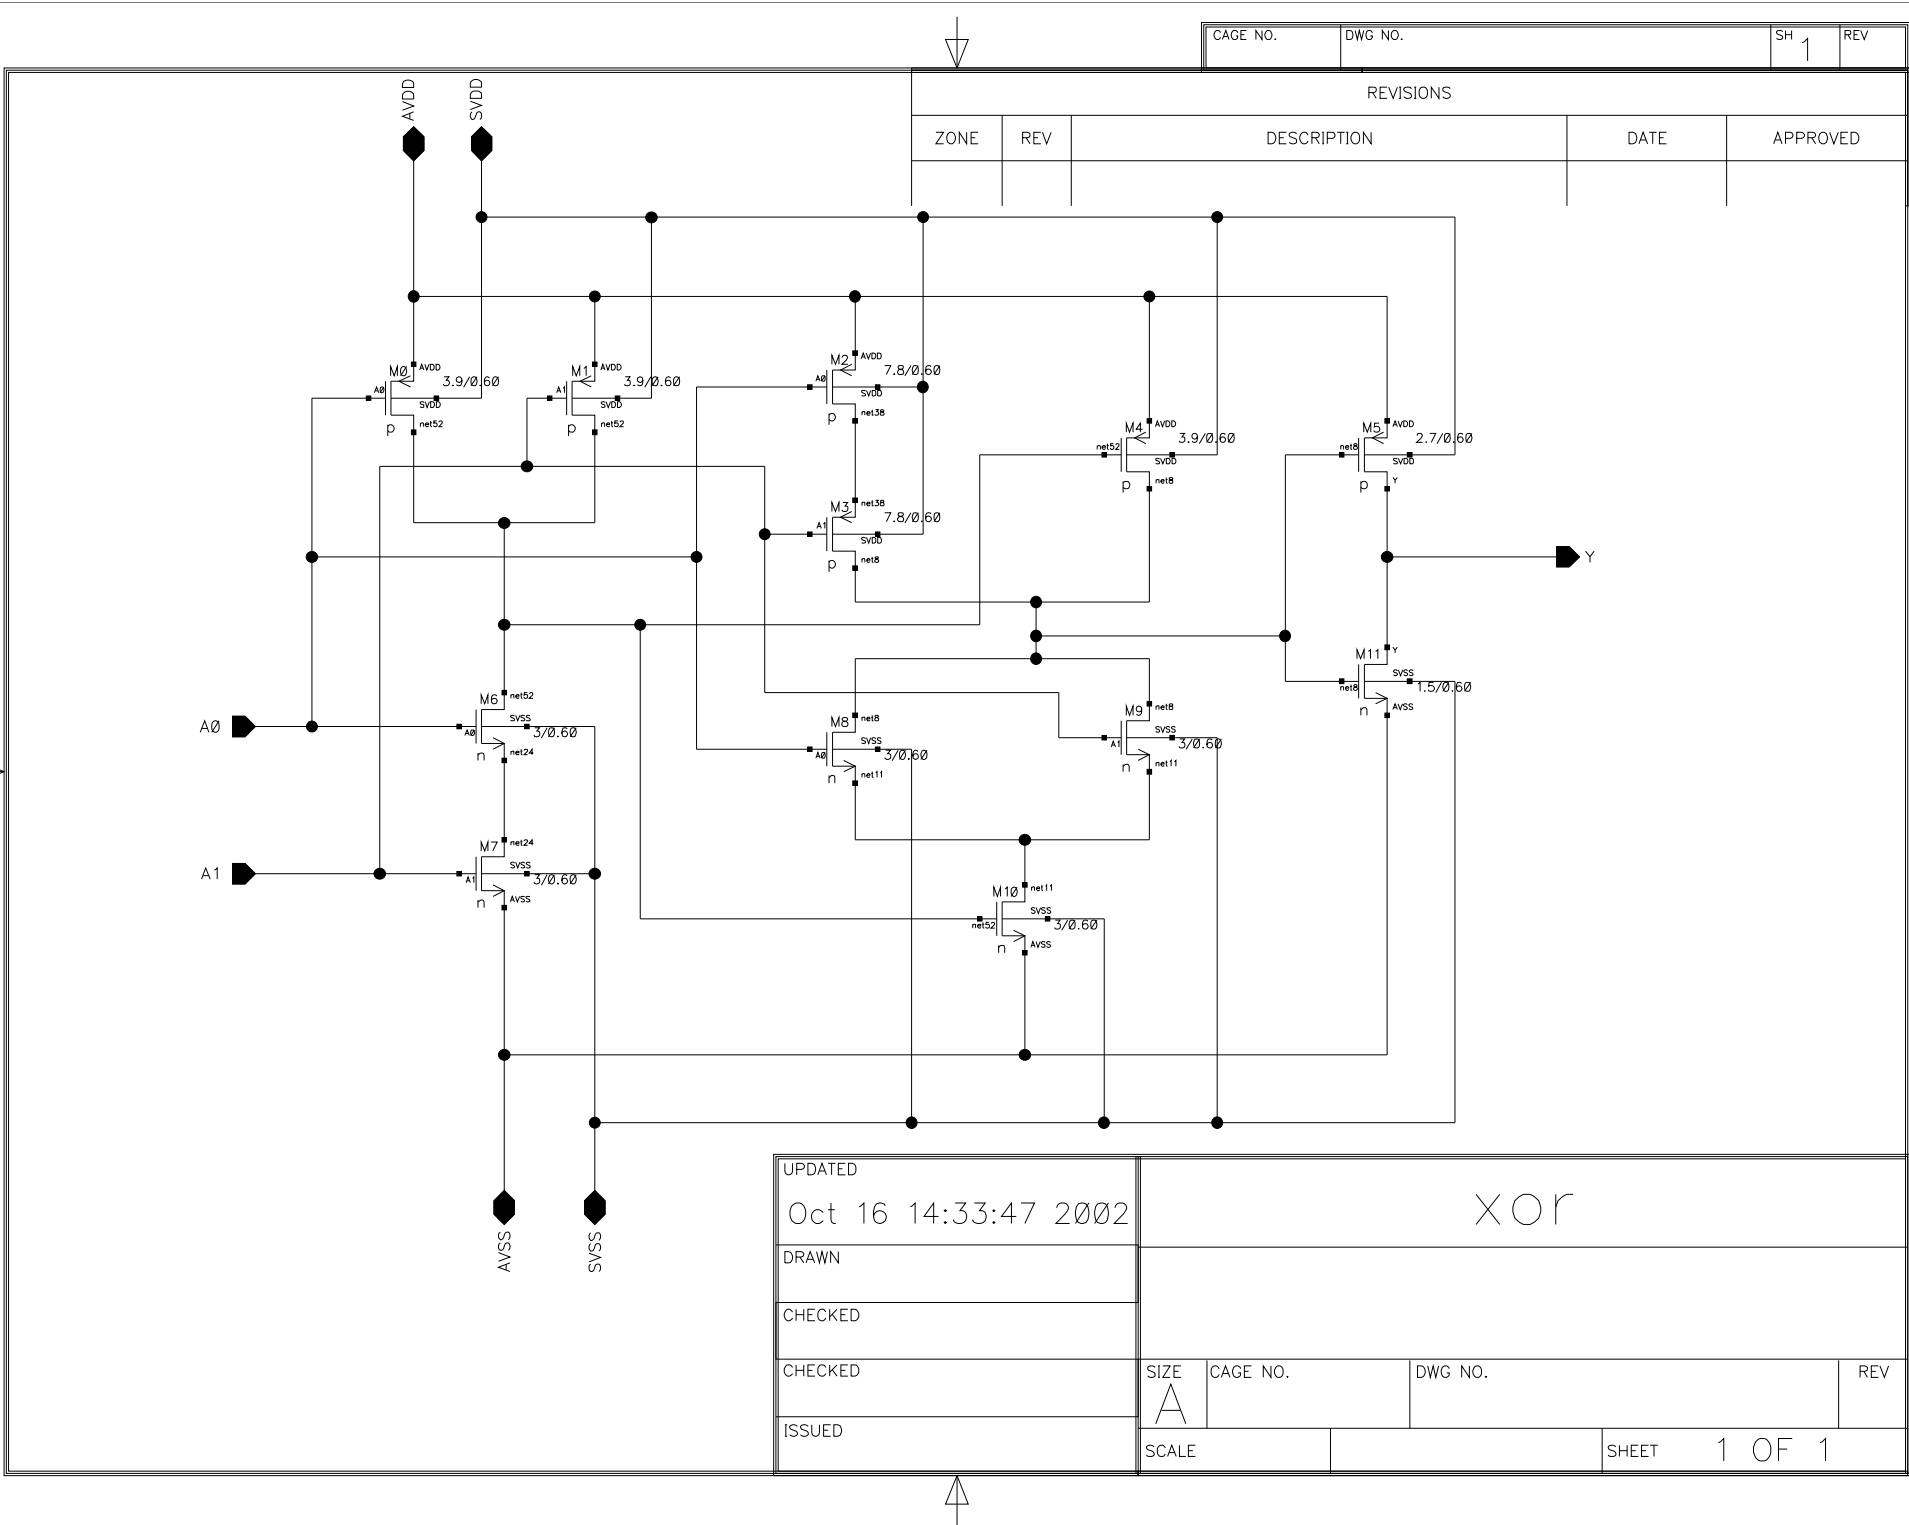 CAGE NO. DWG NO. SH 1 REV
REVISIONS
ZONE REV DESCRIPTION DATE APPROVED
AVDD SVDD
M0 AVDD 3.9/0.60
A0 SVDD
p net52
M1 AVDD 3.9/0.60
A1 SVDD
p net52
M2 AVDD 7.8/0.60
A0 SVDD
p net38
M3 net38 7.8/0.60
A1 SVDD
p net8
M4 AVDD 3.9/0.60
net52 SVDD
p net8
M5 AVDD 2.7/0.60
net8 SVDD
p Y
Y
M11 Y
SVSS
net8 1.5/0.60
n AVSS
A0
M6 net52
SVSS
A0 3/0.60
n net24
M8 net8
SVSS
A0 3/0.60
n net11
M9 net8
SVSS
A1 3/0.60
n net11
A1
M7 net24
SVSS
A1 3/0.60
n AVSS
M10 net11
SVSS
net52 3/0.60
n AVSS
AVSS SVSS
UPDATED
Oct 16 14:33:47 2002
xor
DRAWN
CHECKED
CHECKED
SIZE A CAGE NO. DWG NO. REV
ISSUED
SCALE SHEET 1 OF 1